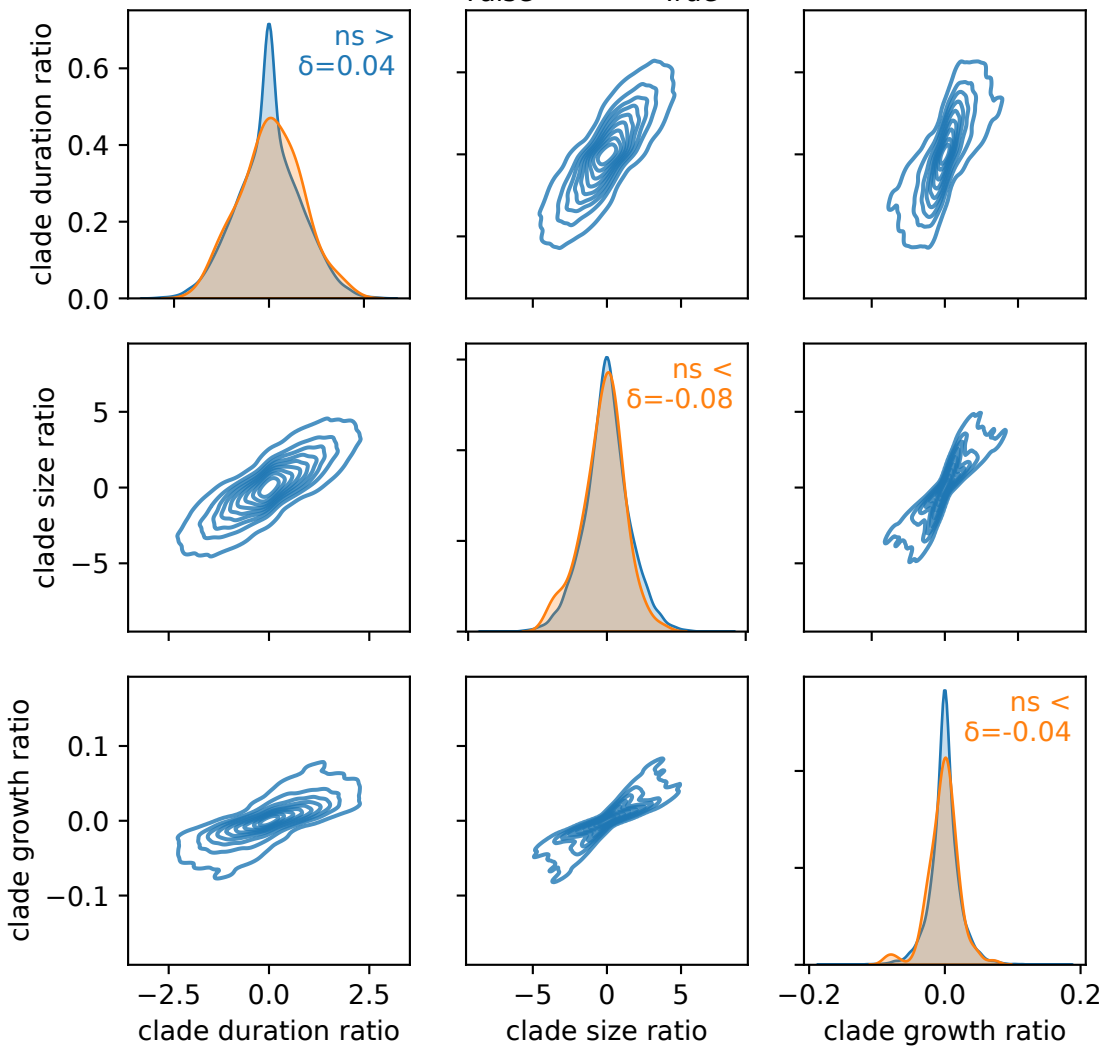 clade duration ratio
0.6
0.4
0.2
0.0
ns >
δ=0.04
clade size ratio
5
0
−5
ns <
δ=-0.08
clade growth ratio
0.1
0.0
−0.1
ns <
δ=-0.04
−2.5
0.0
2.5
−5
0
5
−0.2
0.0
0.2
clade duration ratio
clade size ratio
clade growth ratio